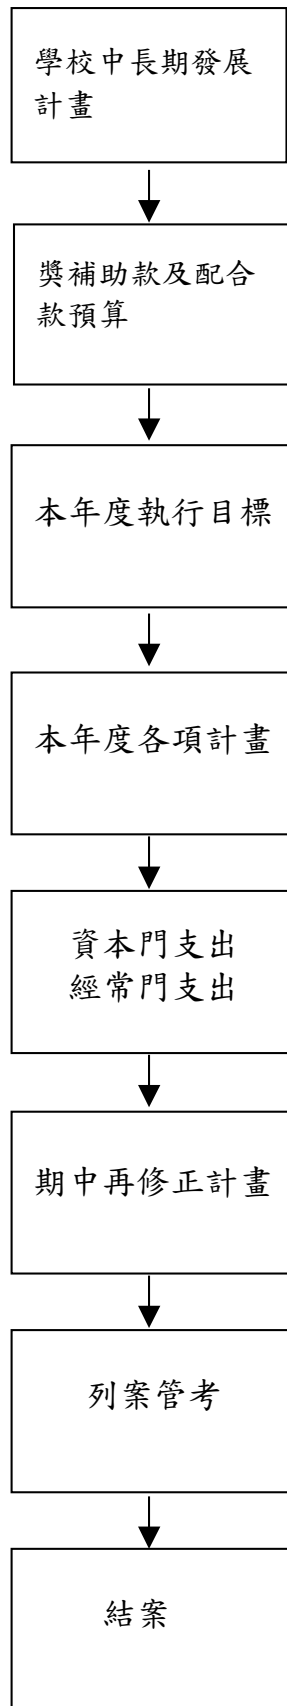 學校中長期發展
計畫
獎補助款及配合
款預算
本年度執行目標
本年度各項計畫
資本門支出
經常門支出
期中再修正計畫
列案管考
結案